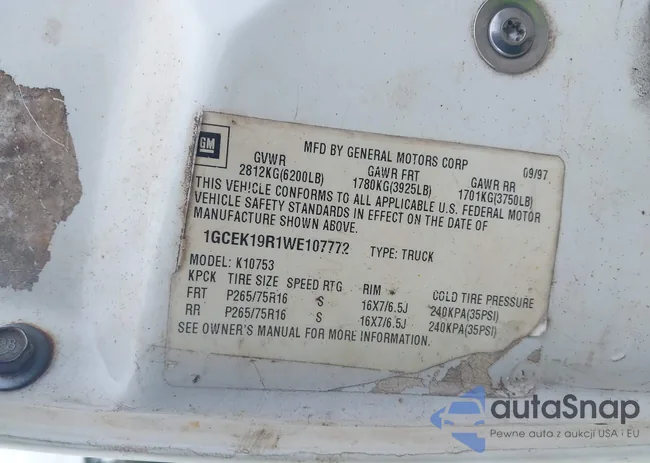 GM
MFD BY GENERAL MOTORS CORP 09/97
GVWR GAWR FRT GAWR RR
2812KG(6200LB) 1780KG(3925LB) 1701KG(3750LB)
THIS VEHICLE CONFORMS TO ALL APPLICABLE U.S. FEDERAL MOTOR
VEHICLE SAFETY STANDARDS IN EFFECT ON THE DATE OF
MANUFACTURE SHOWN ABOVE.
1GCEK19R1WE107772 TYPE: TRUCK
MODEL: K10753
KPCK TIRE SIZE SPEED RTG RIM COLD TIRE PRESSURE
FRT P265/75R16 S 16X7/6.5J 240KPA(35PSI)
RR P265/75R16 S 16X7/6.5J 240KPA(35PSI)
SEE OWNER'S MANUAL FOR MORE INFORMATION.
autaSnap
Pewne auta z aukcji USA i EU